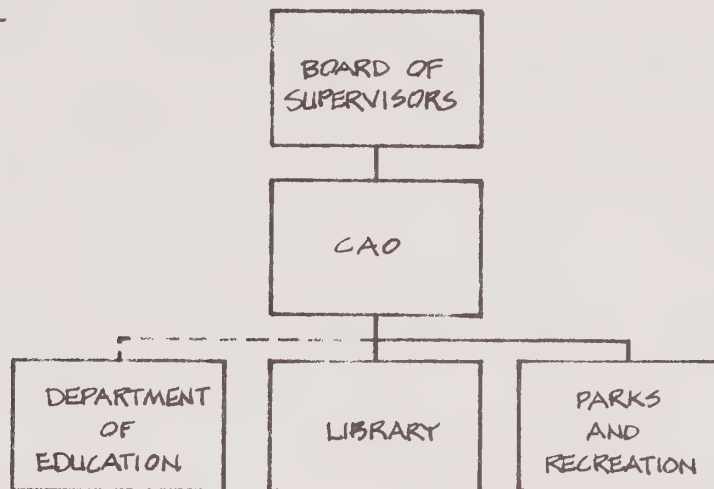 BOARD OF
SUPERVISORS
CAO
DEPARTMENT
OF
EDUCATION
LIBRARY
PARKS
AND
RECREATION